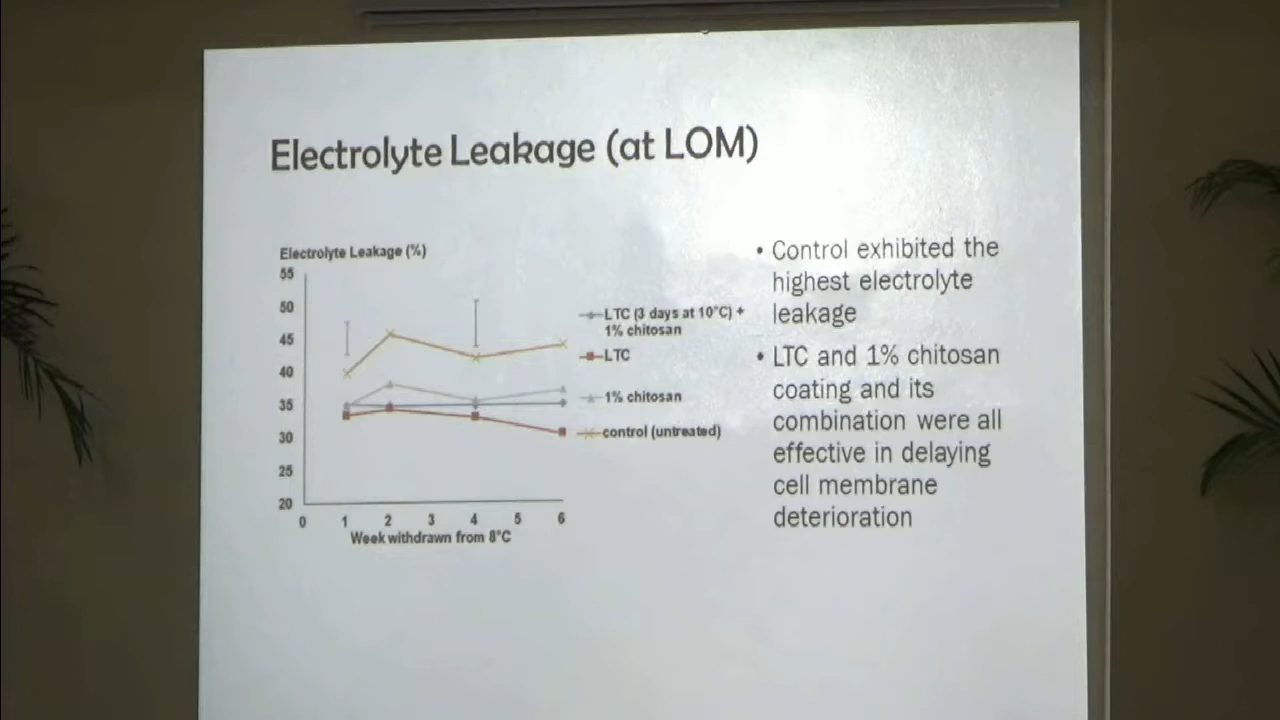 Electrolyte Leakage (at LOM)
Electrolyte Leakage (%)
55
50
45
40
35
30
25
20
0 1 2 3 4 5 6
Week withdrawn from 8°C
LTC (3 days at 10°C) +
1% chitosan
LTC
1% chitosan
control (untreated)
• Control exhibited the
highest electrolyte
leakage
• LTC and 1% chitosan
coating and its
combination were all
effective in delaying
cell membrane
deterioration